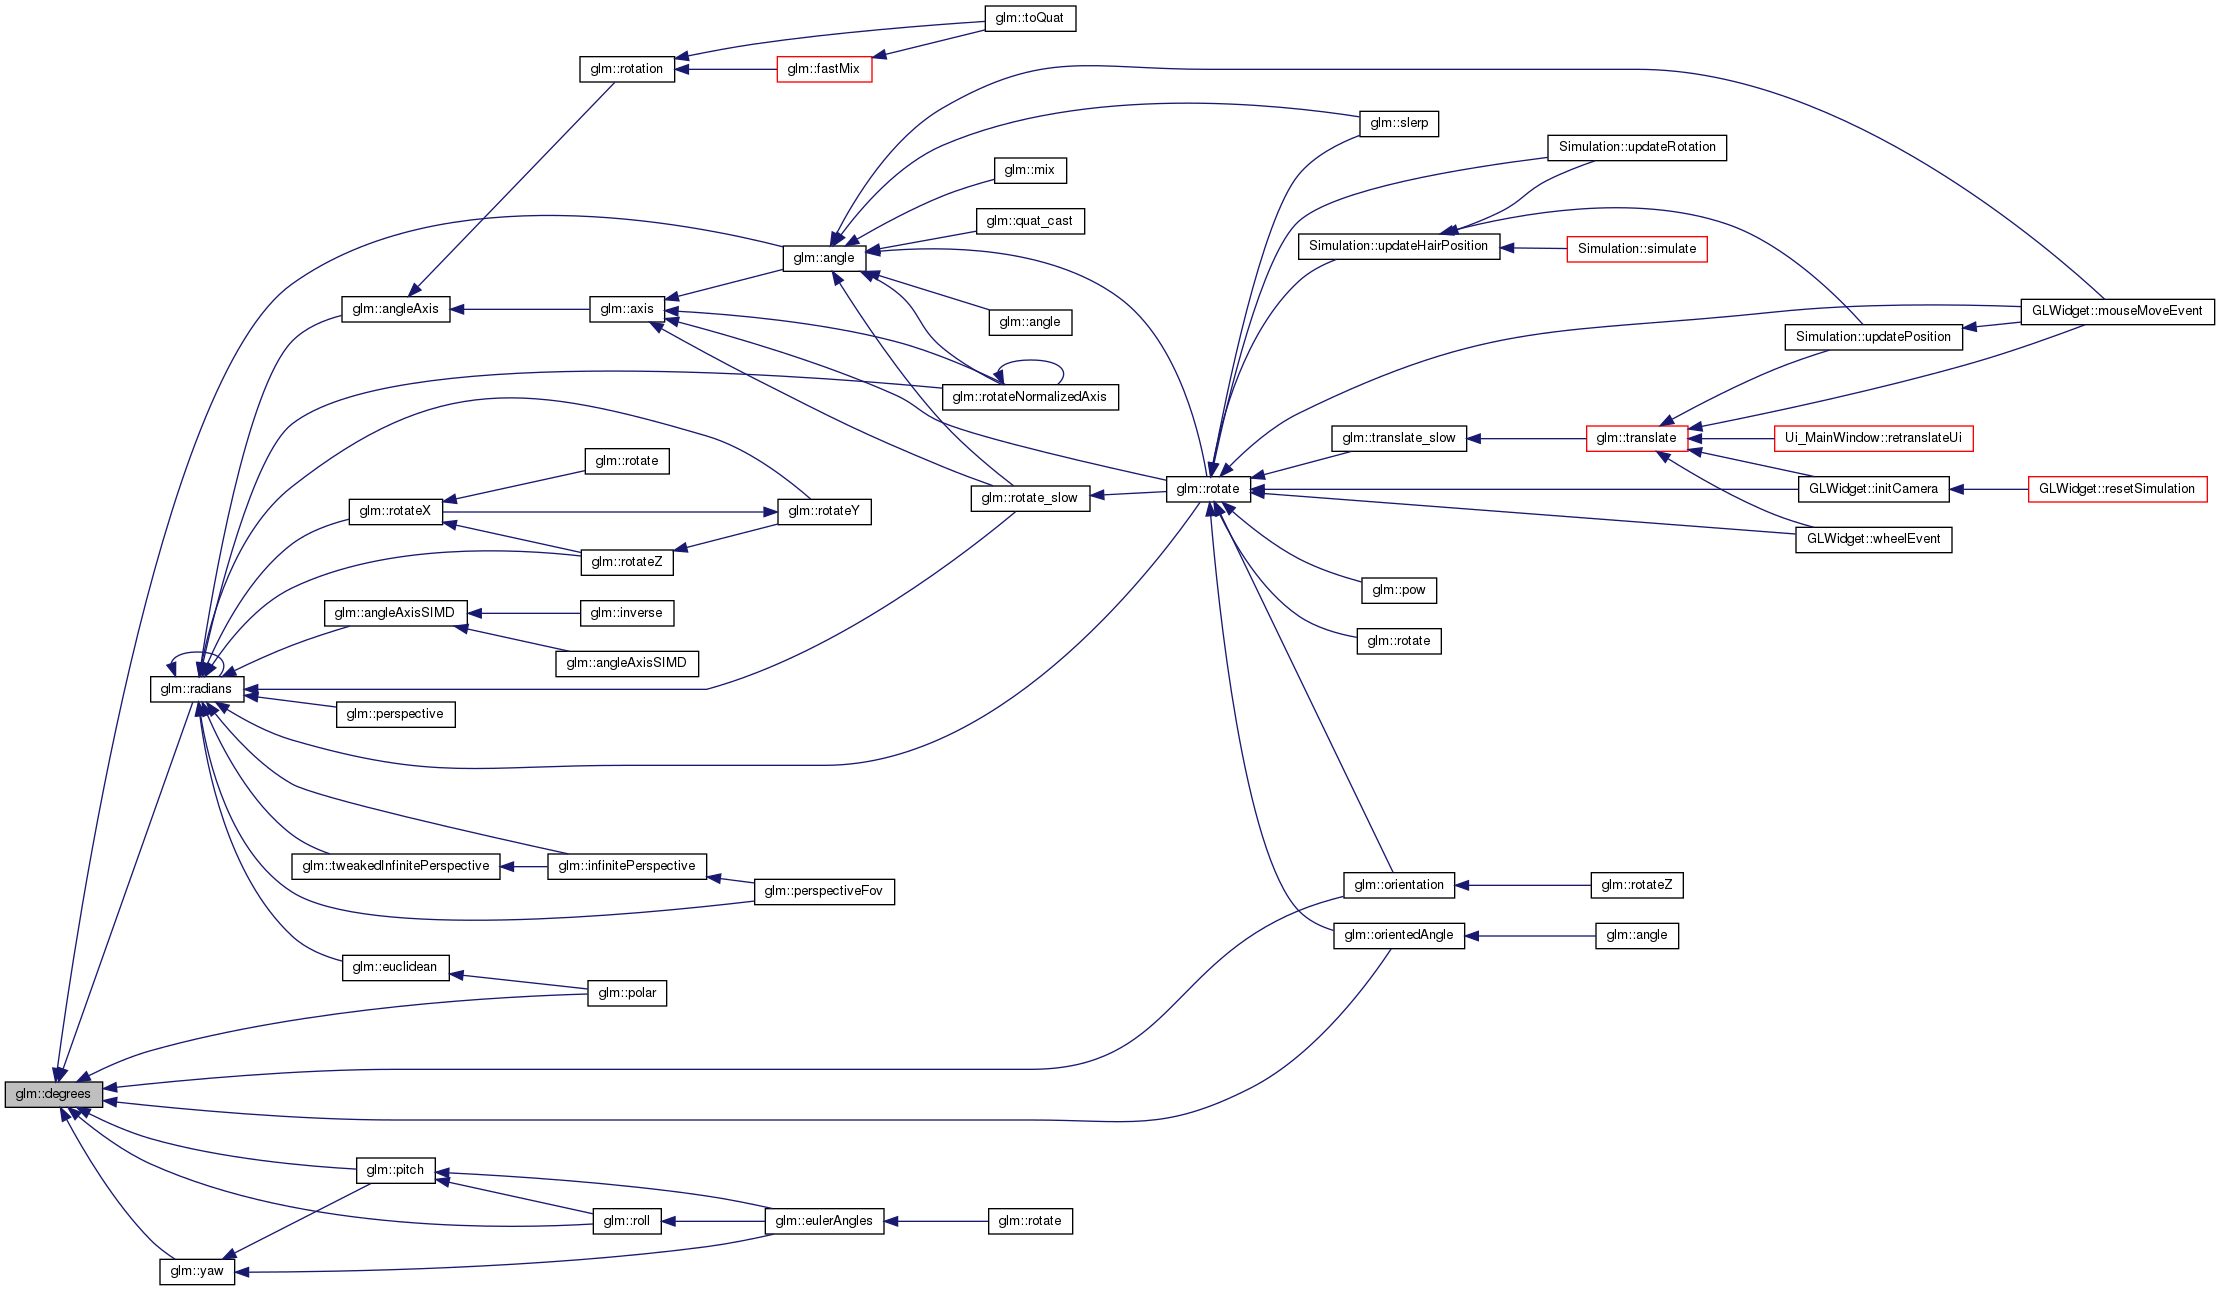 glm::toQuat
glm::rotation
glm::fastMix
glm::slerp
Simulation::updateRotation
glm::mix
glm::quat_cast
Simulation::updateHairPosition
Simulation::simulate
glm::angle
glm::angleAxis
glm::axis
glm::angle
GLWidget::mouseMoveEvent
Simulation::updatePosition
glm::rotateNormalizedAxis
glm::translate_slow
glm::translate
Ui_MainWindow::retranslateUi
glm::rotate
glm::rotateX
glm::rotateY
glm::rotate_slow
glm::rotate
GLWidget::initCamera
GLWidget::resetSimulation
GLWidget::wheelEvent
glm::rotateZ
glm::pow
glm::angleAxisSIMD
glm::inverse
glm::rotate
glm::angleAxisSIMD
glm::radians
glm::perspective
glm::tweakedInfinitePerspective
glm::infinitePerspective
glm::perspectiveFov
glm::orientation
glm::rotateZ
glm::orientedAngle
glm::angle
glm::euclidean
glm::polar
glm::degrees
glm::pitch
glm::roll
glm::eulerAngles
glm::rotate
glm::yaw